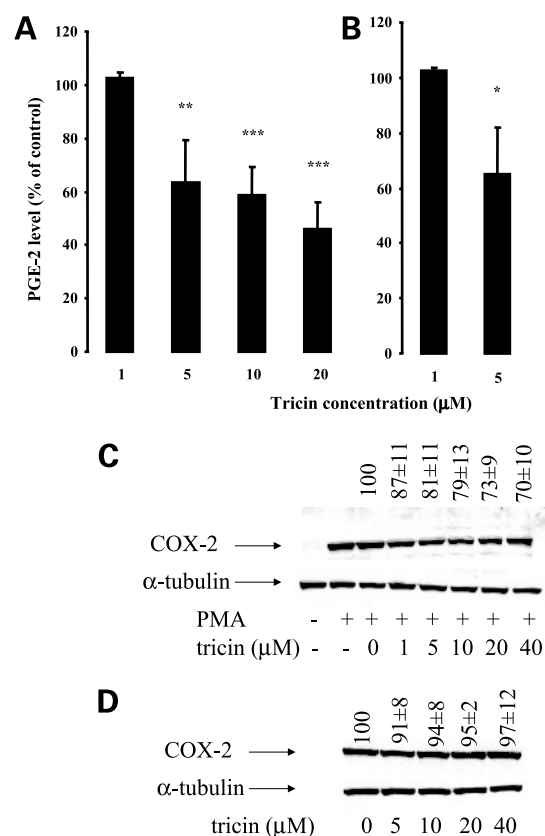 A
B
PGE-2 level (% of control)
120
100
80
60
40
20
0
** *** ***
1 5 10 20
120
100
80
60
40
20
0
*
1 5
Tricin concentration (μM)
C
100 87±11 81±11 79±13 73±9 70±10
COX-2
α-tubulin
PMA - + + + + + + +
tricin (μM) - - 0 1 5 10 20 40
D
100 91±8 94±8 95±2 97±12
COX-2
α-tubulin
tricin (μM) 0 5 10 20 40